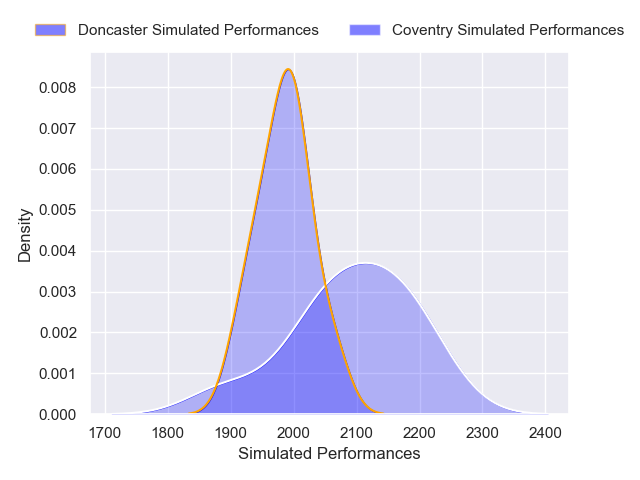 Doncaster Simulated Performances Coventry Simulated Performances
0.008
0.007
0.006
0.005
0.004
0.003
0.002
0.001
0.000
Density
1700 1800 1900 2000 2100 2200 2300 2400
Simulated Performances